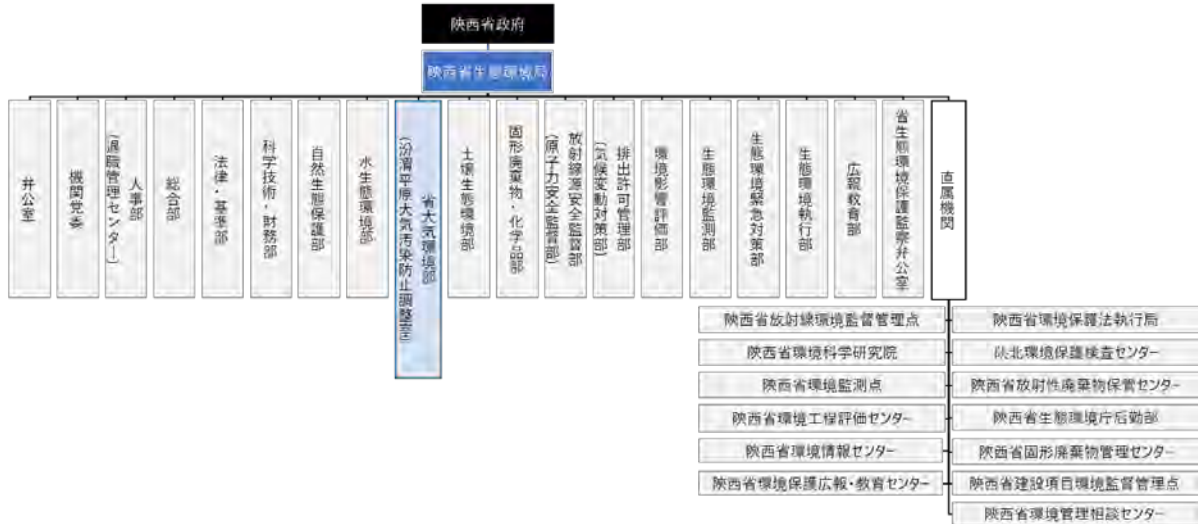 陝西省政府
陝西省生態環境局
弁公室
機関党委
人事部
(退職管理センター)
総合部
法律・基準部
科学技術・財務部
自然生態保護部
水生態環境部
省大気環境部
(汾渭平原大気汚染防止調整室)
土壌生態環境部
固形廃棄物・化学品部
放射線源安全監督部
(原子力安全監督部)
排出許可管理部
(気候変動対策部)
環境影響評価部
生態環境監測部
生態環境緊急対策部
生態環境執行部
広報教育部
省生態環境保護監察弁公室
直属機関
陝西省放射線環境監督管理点
陝西省環境保護法執行局
陝西省環境科学研究院
陝北環境保護検査センター
陝西省環境監測点
陝西省放射性廃棄物保管センター
陝西省環境工程評価センター
陝西省生態環境庁后勤部
陝西省環境情報センター
陝西省固形廃棄物管理センター
陝西省環境保護広報・教育センター
陝西省建設項目環境監督管理点
陝西省環境管理相談センター